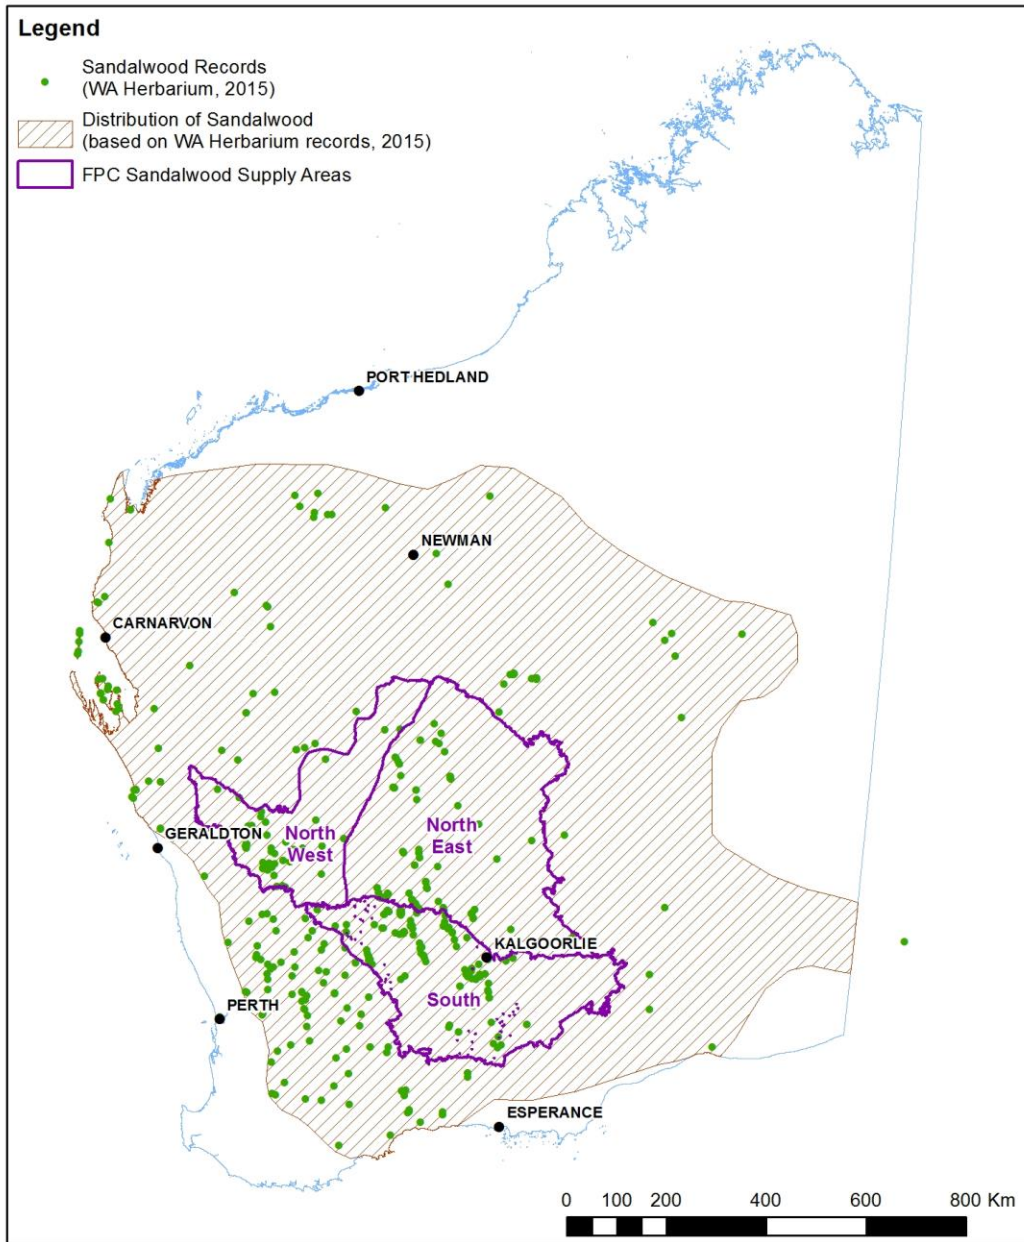 Legend
Sandalwood Records
(WA Herbarium, 2015)
Distribution of Sandalwood
(based on WA Herbarium records, 2015)
FPC Sandalwood Supply Areas
PORT HEDLAND
NEWMAN
CARNARVON
GERALDTON
North
West
North
East
KALGOORLIE
South
PERTH
ESPERANCE
0 100 200 400 600 800 Km